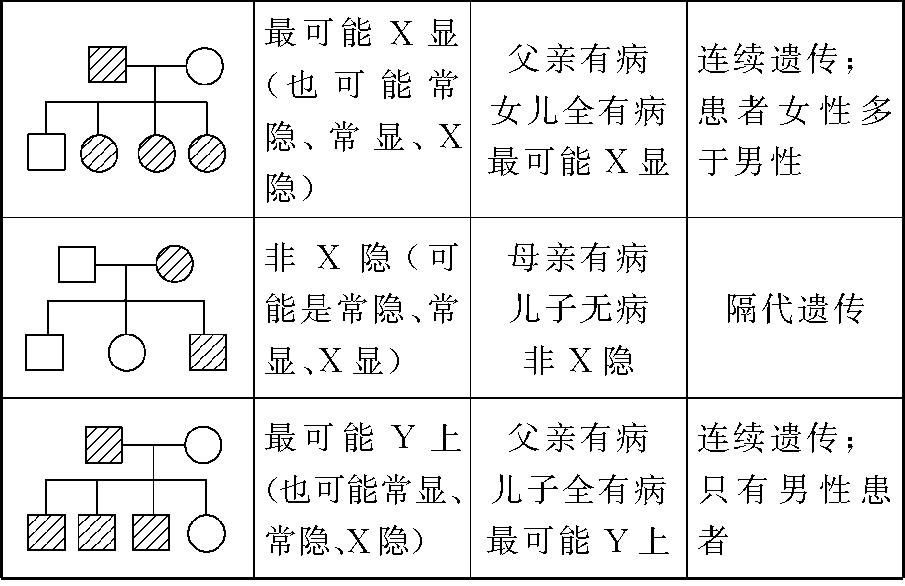 最可能 X 显
(也可能常
隐、常显、X
隐)
父亲有病
女儿全有病
最可能 X 显
连续遗传；
患者女性多
于男性
非 X 隐(可
能是常隐、常
显、X 显)
母亲有病
儿子无病
非 X 隐
隔代遗传
最可能 Y 上
(也可能常显、
常隐、X 隐)
父亲有病
儿子全有病
最可能 Y 上
连续遗传；
只有男性患
者